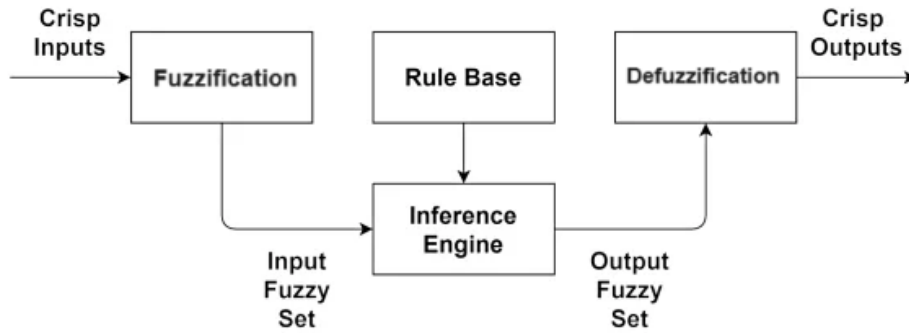 Crisp
Inputs
Fuzzification
Rule Base
Defuzzification
Crisp
Outputs
Inference
Engine
Input
Fuzzy
Set
Output
Fuzzy
Set